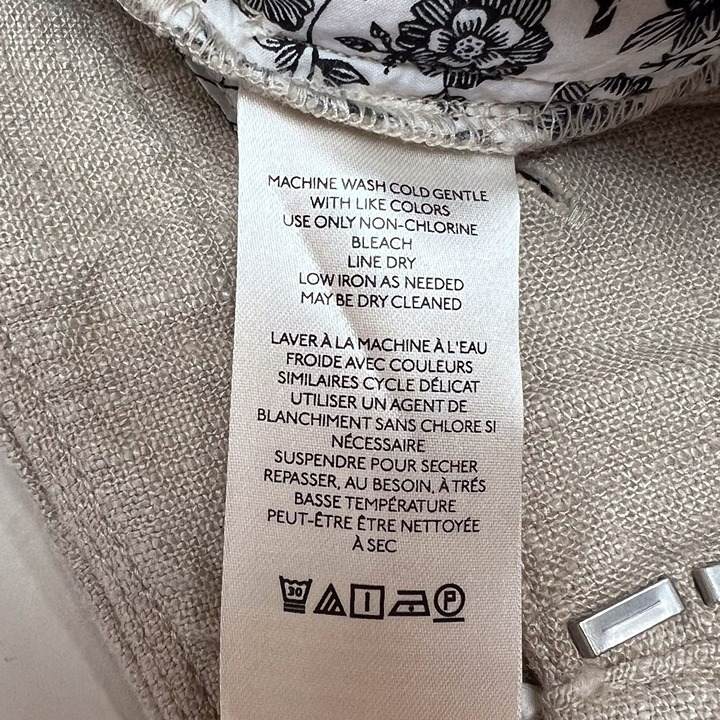 MACHINE WASH COLD GENTLE
WITH LIKE COLORS
USE ONLY NON-CHLORINE
BLEACH
LINE DRY
LOW IRON AS NEEDED
MAY BE DRY CLEANED
LAVER À LA MACHINE À L'EAU
FROIDE AVEC COULEURS
SIMILAIRES CYCLE DÉLICAT
UTILISER UN AGENT DE
BLANCHIMENT SANS CHLORE SI
NÉCESSAIRE
SUSPENDRE POUR SECHER
REPASSER, AU BESOIN, À TRÉS
BASSE TEMPÉRATURE
PEUT-ÊTRE ÊTRE NETTOYÉE
À SEC
30 P